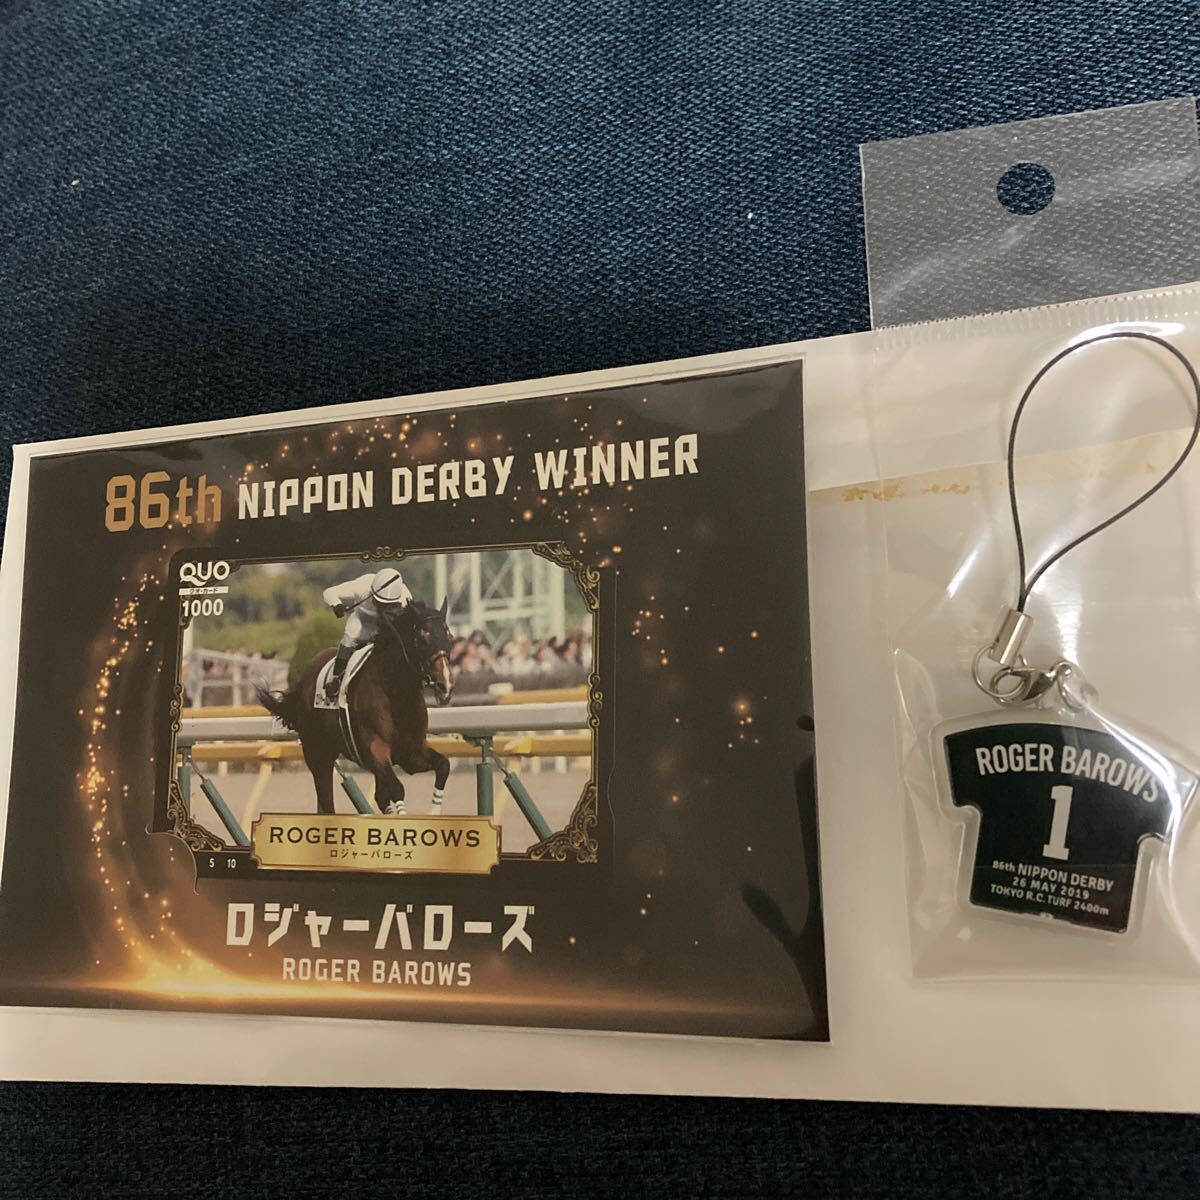 86th NIPPON DERBY WINNER
QUO
クオ・カード
1000
ROGER BAROWS
ロジャーバローズ
5 10
ロジャーバローズ
ROGER BAROWS
ROGER BAROWS
1
86th NIPPON DERBY
26 MAY 2019
TOKYO R.C. TURF 2400m